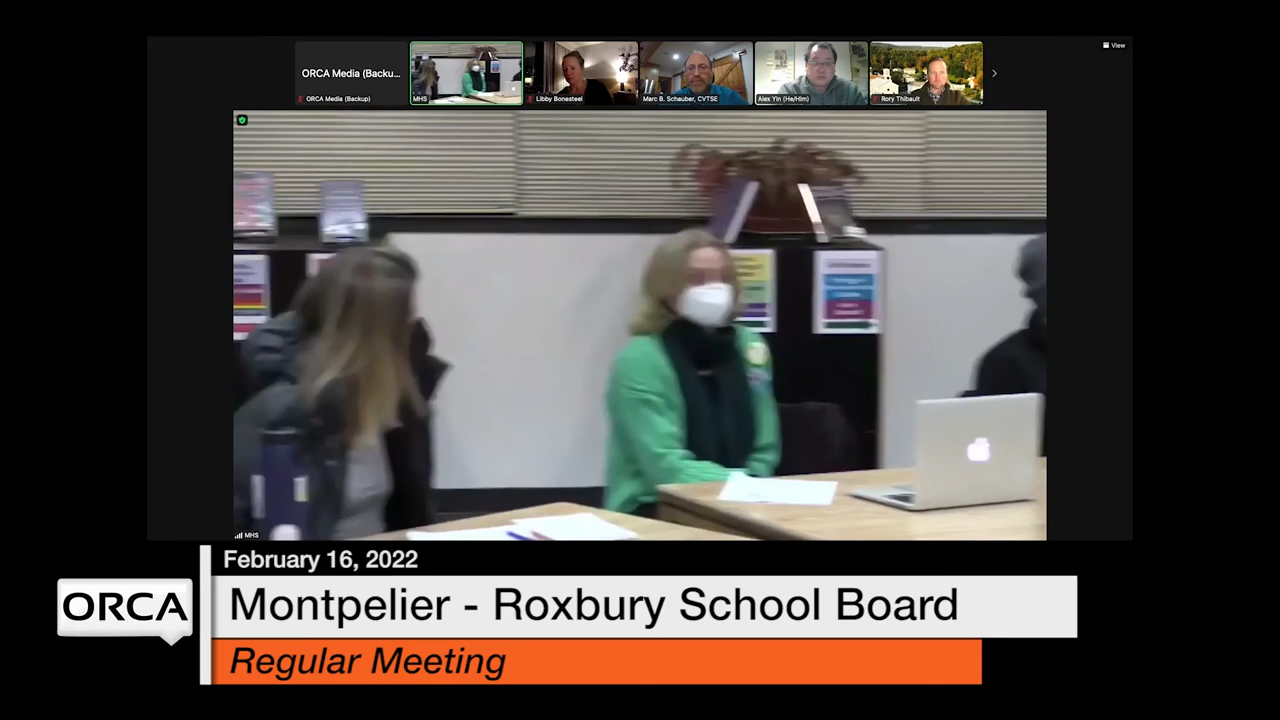 View
ORCA Media (Backu...
ORCA Media (Backup)
MHS
Libby Bonesteel
Marc B. Schauber, CVTSE
Alex Yin (He/Him)
Rory Thibault
MHS
February 16, 2022
ORCA
Montpelier - Roxbury School Board
Regular Meeting